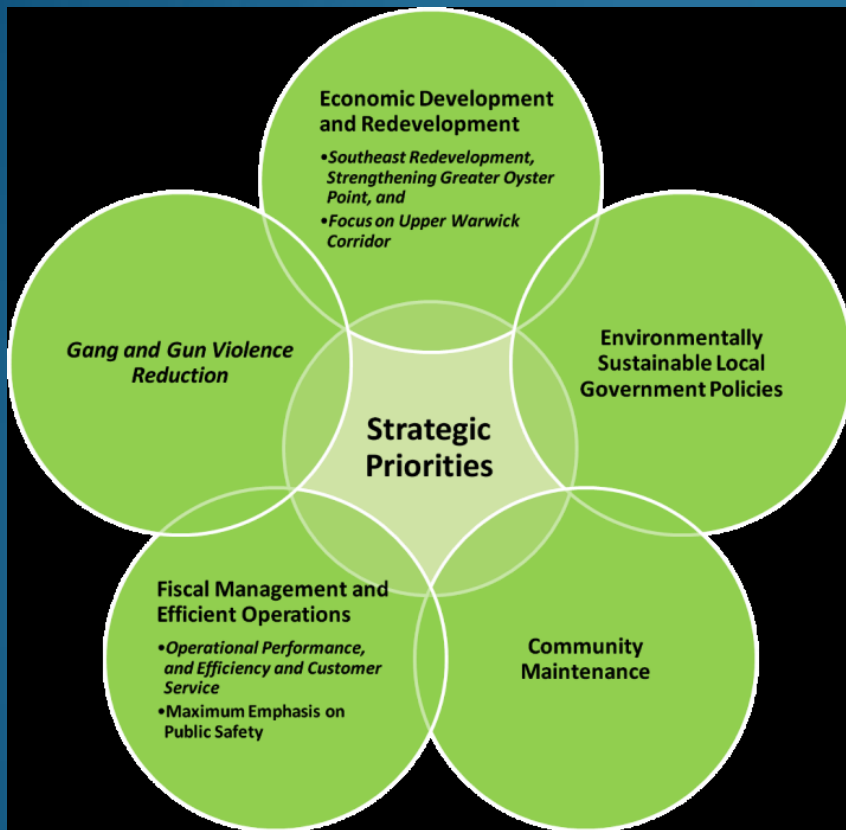 Economic Development
and Redevelopment
•Southeast Redevelopment,
Strengthening Greater Oyster
Point, and
•Focus on Upper Warwick
Corridor
Gang and Gun Violence
Reduction
Environmentally
Sustainable Local
Government Policies
Strategic
Priorities
Fiscal Management and
Efficient Operations
•Operational Performance,
and Efficiency and Customer
Service
•Maximum Emphasis on
Public Safety
Community
Maintenance